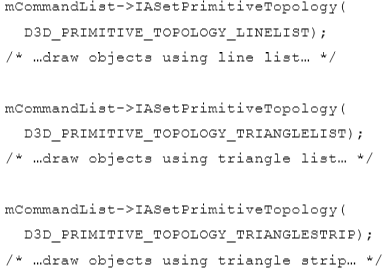 mCommandList->IASetPrimitiveTopology(
D3D_PRIMITIVE_TOPOLOGY_LINELIST);
/* …draw objects using line list… */
mCommandList->IASetPrimitiveTopology(
D3D_PRIMITIVE_TOPOLOGY_TRIANGLELIST);
/* …draw objects using triangle list… */
mCommandList->IASetPrimitiveTopology(
D3D_PRIMITIVE_TOPOLOGY_TRIANGLESTRIP);
/* …draw objects using triangle strip… */